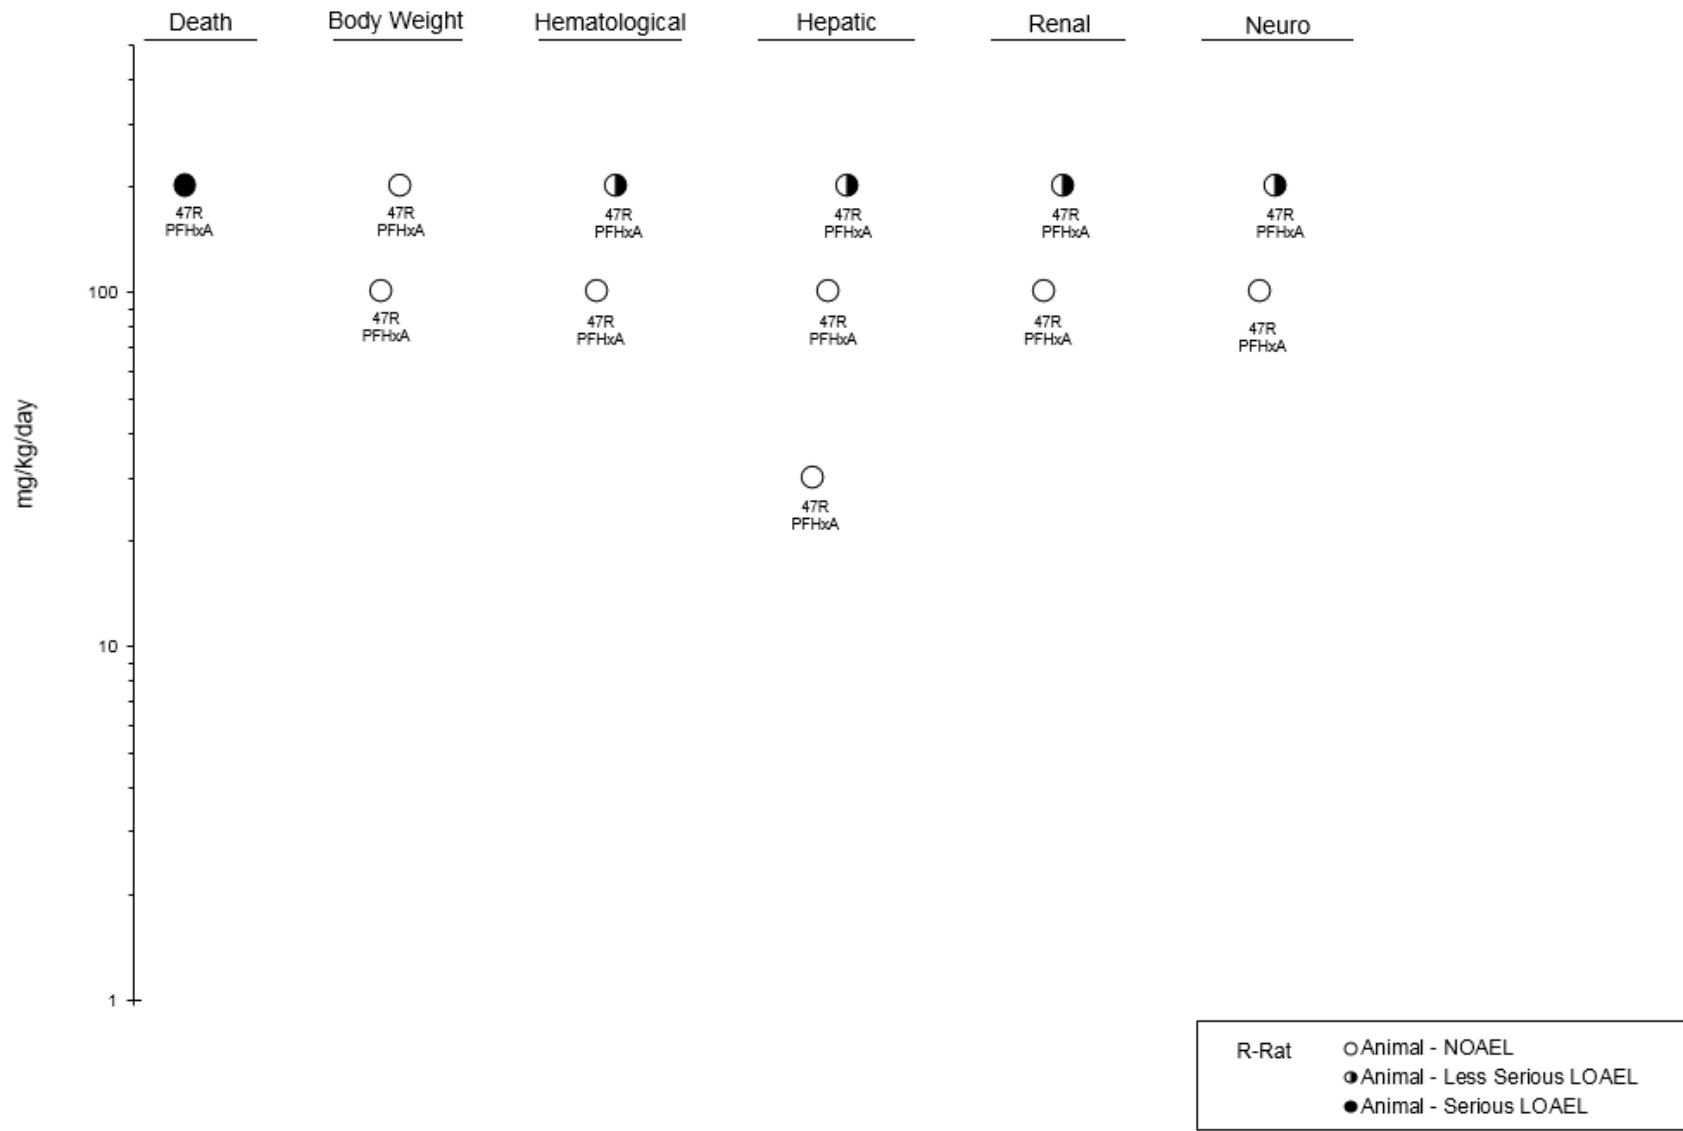 Death
Body Weight
Hematological
Hepatic
Renal
Neuro
47R
PFHxA
47R
PFHxA
47R
PFHxA
47R
PFHxA
47R
PFHxA
47R
PFHxA
100
47R
PFHxA
47R
PFHxA
47R
PFHxA
47R
PFHxA
47R
PFHxA
mg/kg/day
47R
PFHxA
10
1
R-Rat
Animal - NOAEL
Animal - Less Serious LOAEL
Animal - Serious LOAEL